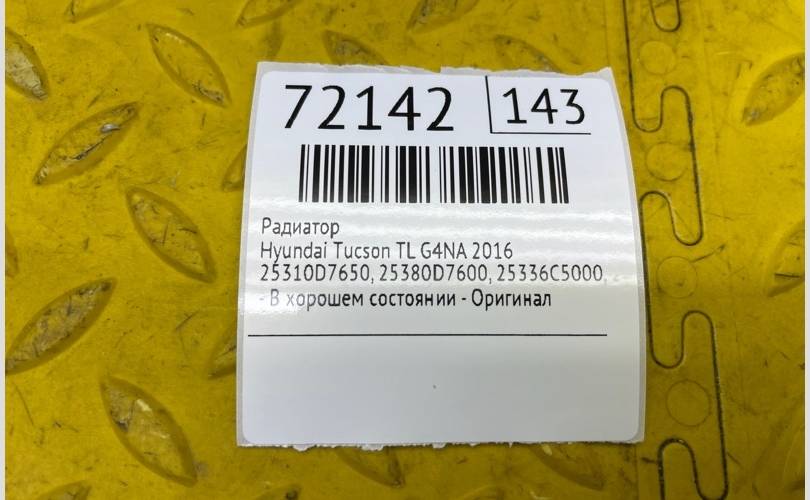 72142 143
Радиатор
Hyundai Tucson TL G4NA 2016
25310D7650, 25380D7600, 25336C5000,
- В хорошем состоянии - Оригинал